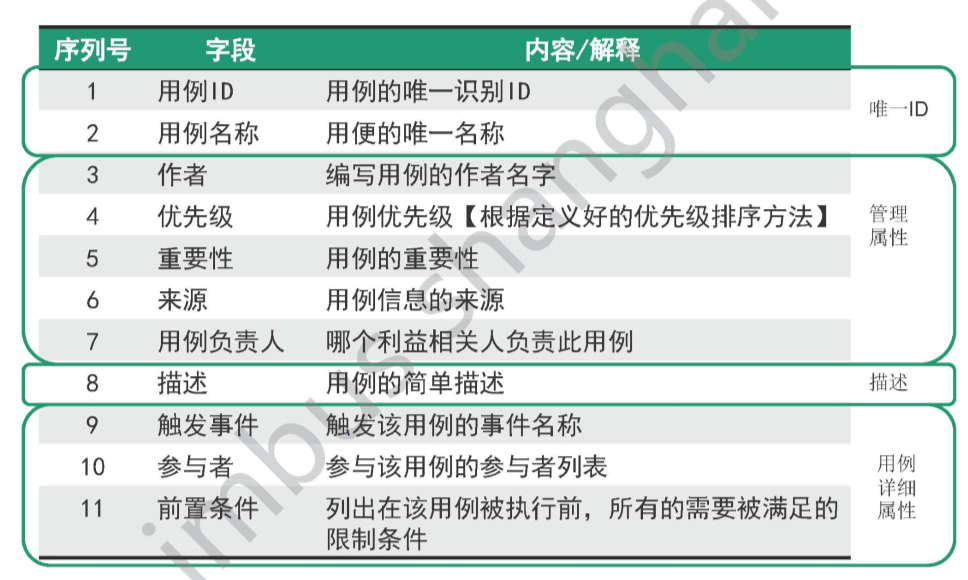 序列号 字段 内容/解释
1 用例ID 用例的唯一识别ID
唯一ID
2 用例名称 用便的唯一名称
3 作者 编写用例的作者名字
4 优先级 用例优先级【根据定义好的优先级排序方法】
管理
属性
5 重要性 用例的重要性
6 来源 用例信息的来源
7 用例负责人 哪个利益相关人负责此用例
8 描述 用例的简单描述
描述
9 触发事件 触发该用例的事件名称
10 参与者 参与该用例的参与者列表
用例
详细
属性
11 前置条件 列出在该用例被执行前，所有的需要被满足的
限制条件
imbus shanghai